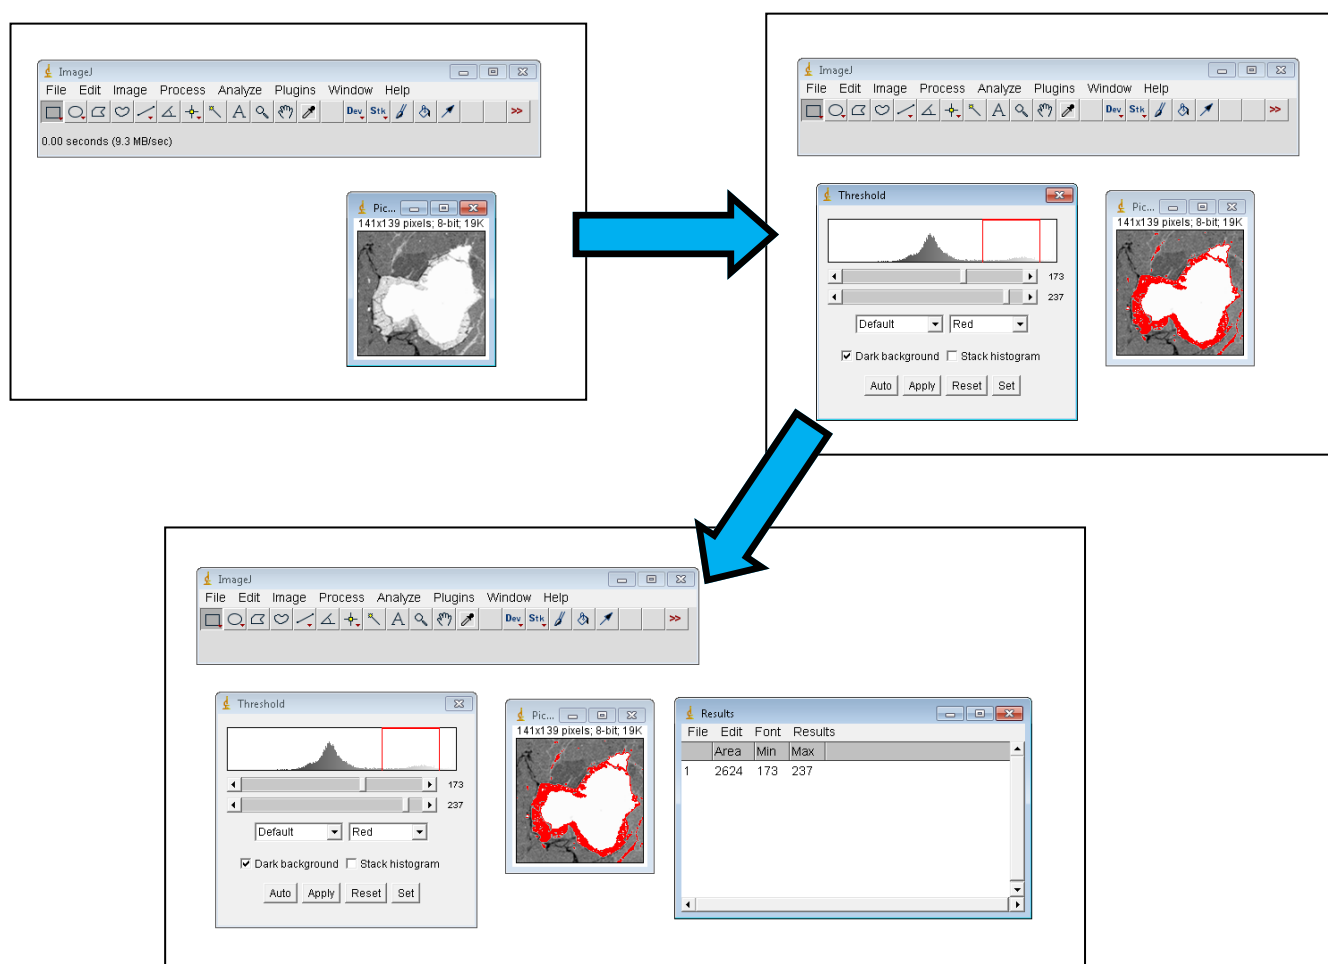 ImageJ
File Edit Image Process Analyze Plugins Window Help
A Dev Stk >>
0.00 seconds (9.3 MB/sec)
Pic...
141x139 pixels; 8-bit; 19K
ImageJ
File Edit Image Process Analyze Plugins Window Help
A Dev Stk >>
Threshold
173
237
Default Red
Dark background Stack histogram
Auto Apply Reset Set
Pic...
141x139 pixels; 8-bit; 19K
ImageJ
File Edit Image Process Analyze Plugins Window Help
A Dev Stk >>
Threshold
173
237
Default Red
Dark background Stack histogram
Auto Apply Reset Set
Pic...
141x139 pixels; 8-bit; 19K
Results
File Edit Font Results
Area Min Max
1 2624 173 237